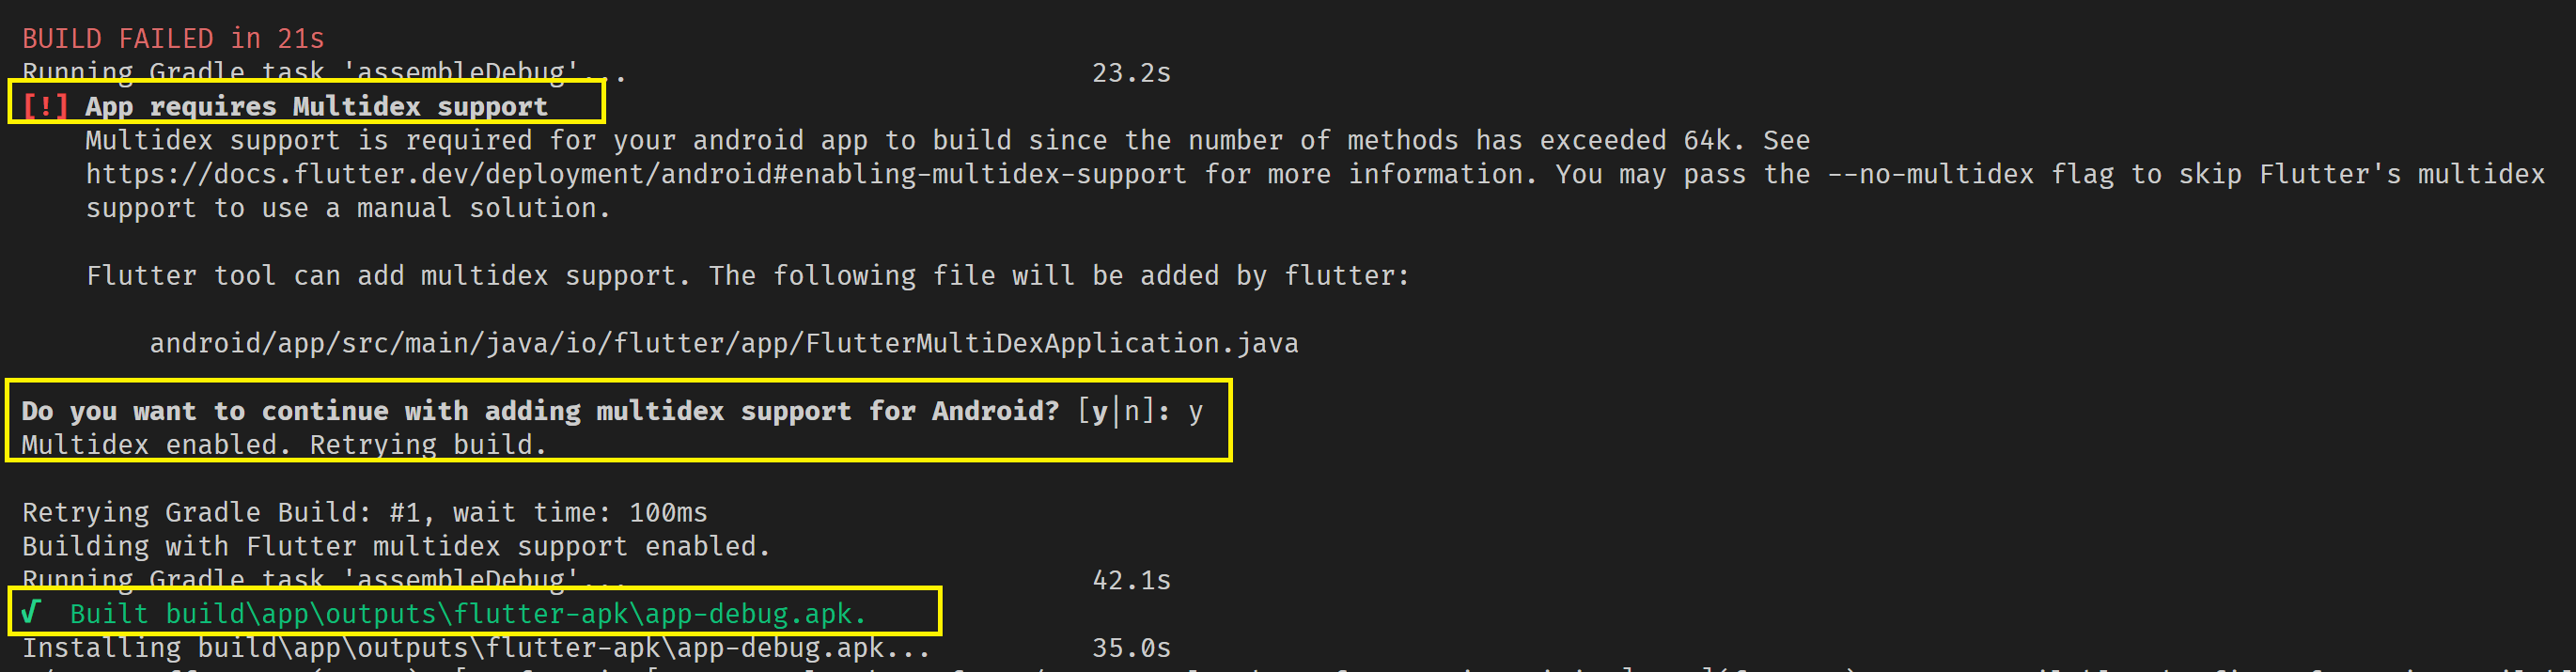 BUILD FAILED in 21s
Running Gradle task 'assembleDebug'... 23.2s
[!] App requires Multidex support
Multidex support is required for your android app to build since the number of methods has exceeded 64k. See
https://docs.flutter.dev/deployment/android#enabling-multidex-support for more information. You may pass the --no-multidex flag to skip Flutter's multidex
support to use a manual solution.
Flutter tool can add multidex support. The following file will be added by flutter:
android/app/src/main/java/io/flutter/app/FlutterMultiDexApplication.java
Do you want to continue with adding multidex support for Android? [y|n]: y
Multidex enabled. Retrying build.
Retrying Gradle Build: #1, wait time: 100ms
Building with Flutter multidex support enabled.
Running Gradle task 'assembleDebug'... 42.1s
√ Built build\app\outputs\flutter-apk\app-debug.apk.
Installing build\app\outputs\flutter-apk\app-debug.apk... 35.0s